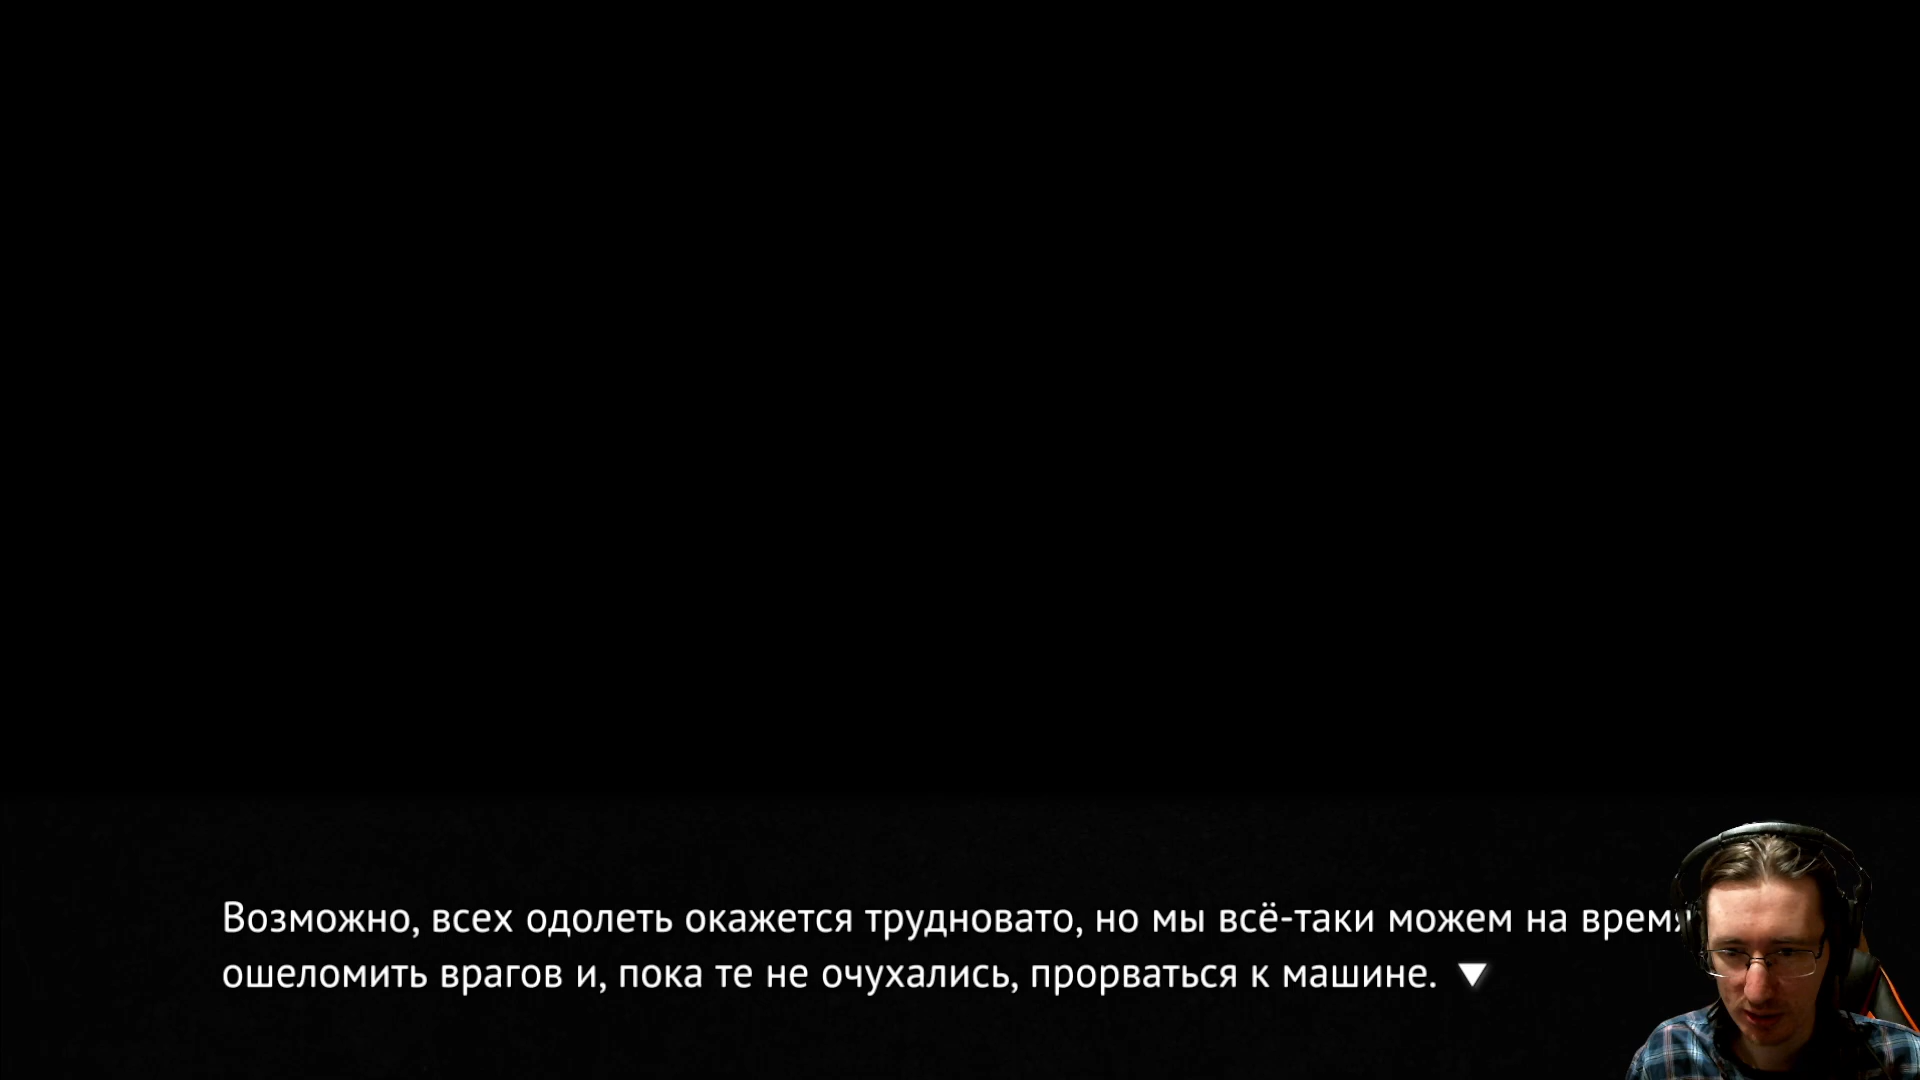 Возможно, всех одолеть окажется трудновато, но мы всё-таки можем на время
ошеломить врагов и, пока те не очухались, прорваться к машине.